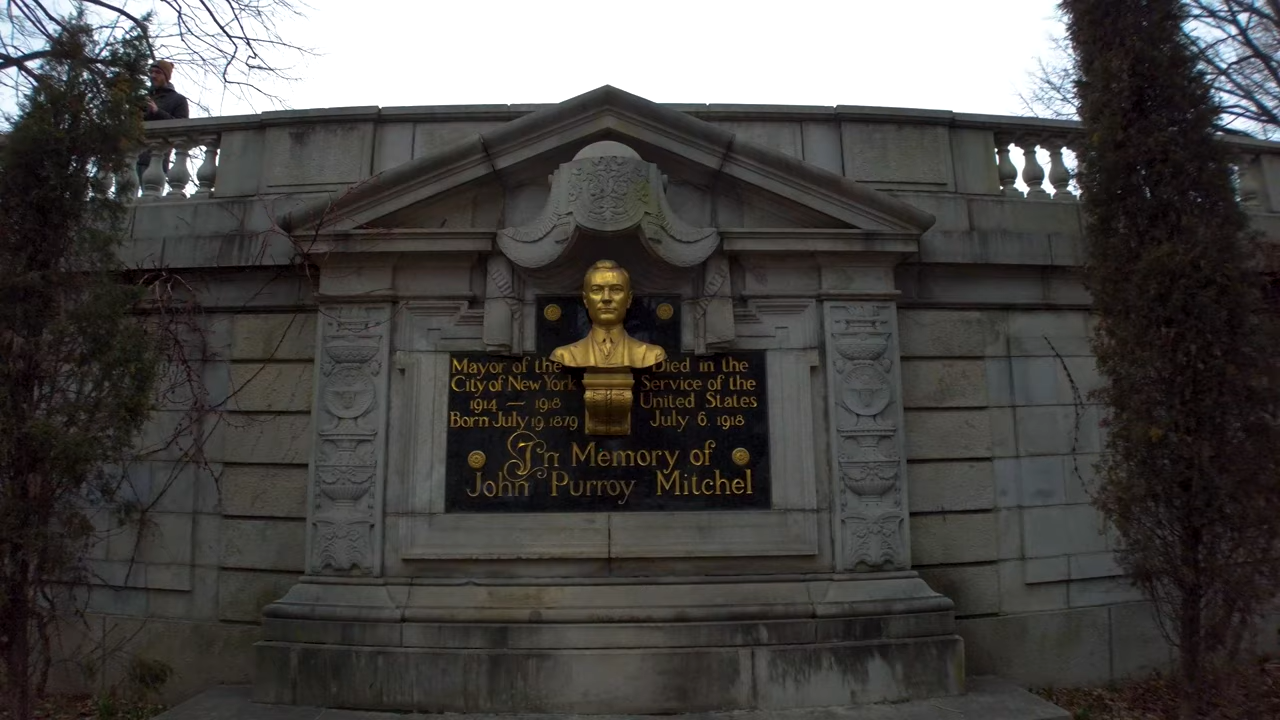 Mayor of the
City of New York
1914 — 1918
Born July 19, 1879
Died in the
Service of the
United States
July 6, 1918
In Memory of
John Purroy Mitchel